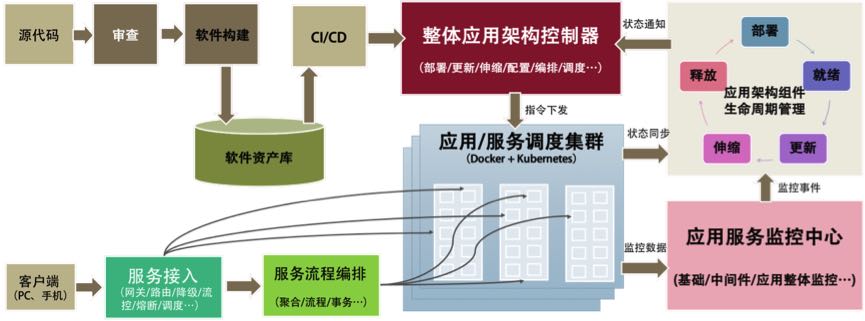 源代码
审查
软件构建
CI/CD
整体应用架构控制器
(部署/更新/伸缩/配置/编排/调度…)
状态通知
部署
释放
就绪
应用架构组件
生命周期管理
伸缩
更新
指令下发
软件资产库
应用/服务调度集群
(Docker + Kubernetes)
状态同步
监控事件
客户端
(PC、手机)
服务接入
(网关/路由/降级/流
控/熔断/调度…)
服务流程编排
(聚合/流程/事务…)
监控数据
应用服务监控中心
(基础/中间件/应用整体监控…)